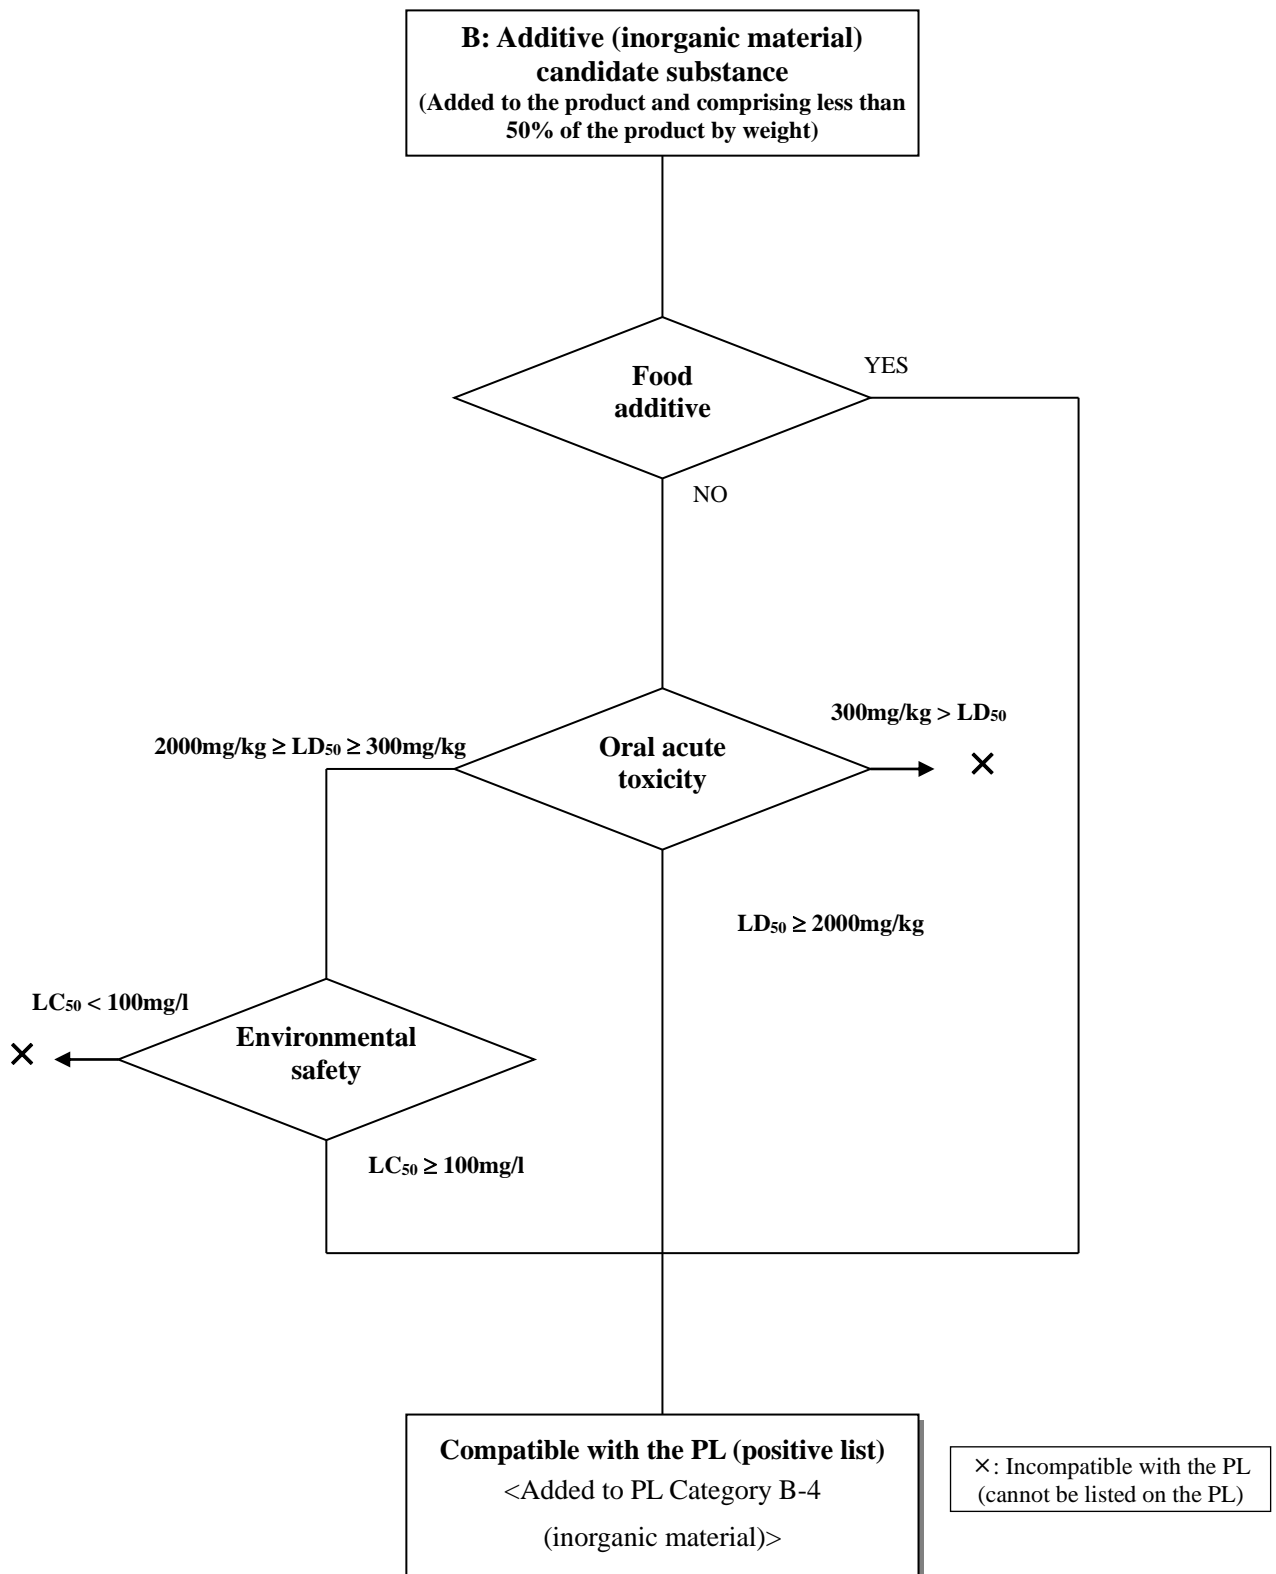 B: Additive (inorganic material)
candidate substance
(Added to the product and comprising less than
50% of the product by weight)
Food
additive
YES
NO
300mg/kg > LD₅₀
2000mg/kg ≥ LD₅₀ ≥ 300mg/kg
Oral acute
toxicity
×
LD₅₀ ≥ 2000mg/kg
LC₅₀ < 100mg/l
Environmental
safety
×
LC₅₀ ≥ 100mg/l
Compatible with the PL (positive list)
<Added to PL Category B-4
(inorganic material)>
×: Incompatible with the PL
(cannot be listed on the PL)